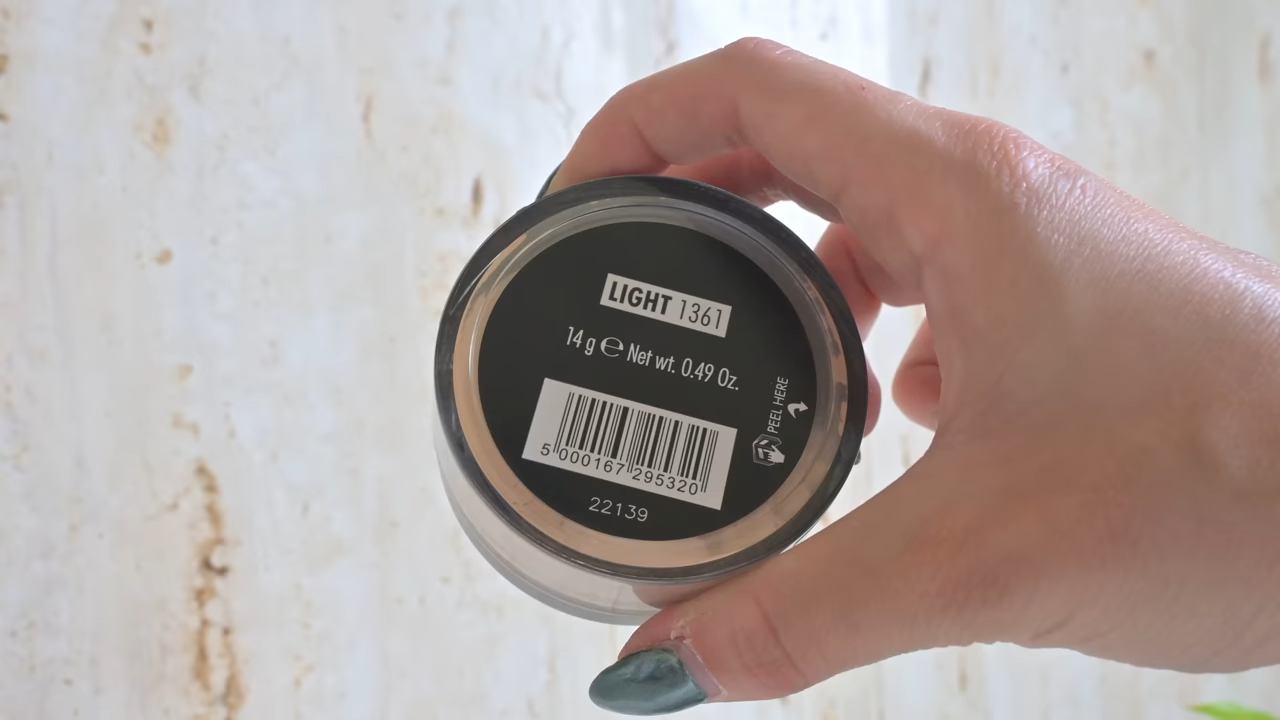 LIGHT 1361
14 g ℮ Net wt. 0.49 Oz.
PEEL HERE
5 000167 295320
22139